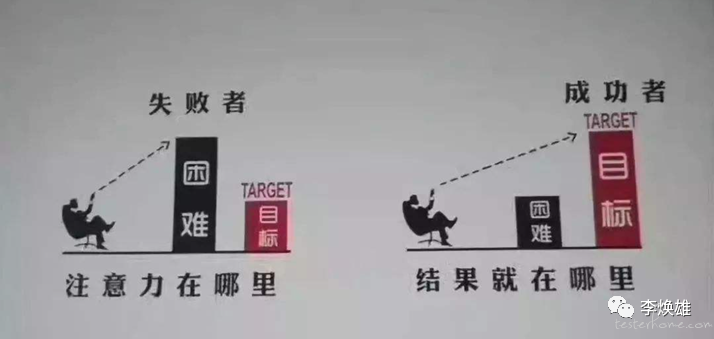 失败者
困难
TARGET
目标
注意力在哪里
成功者
TARGET
目标
困难
结果就在哪里
李焕雄
testerhome.com